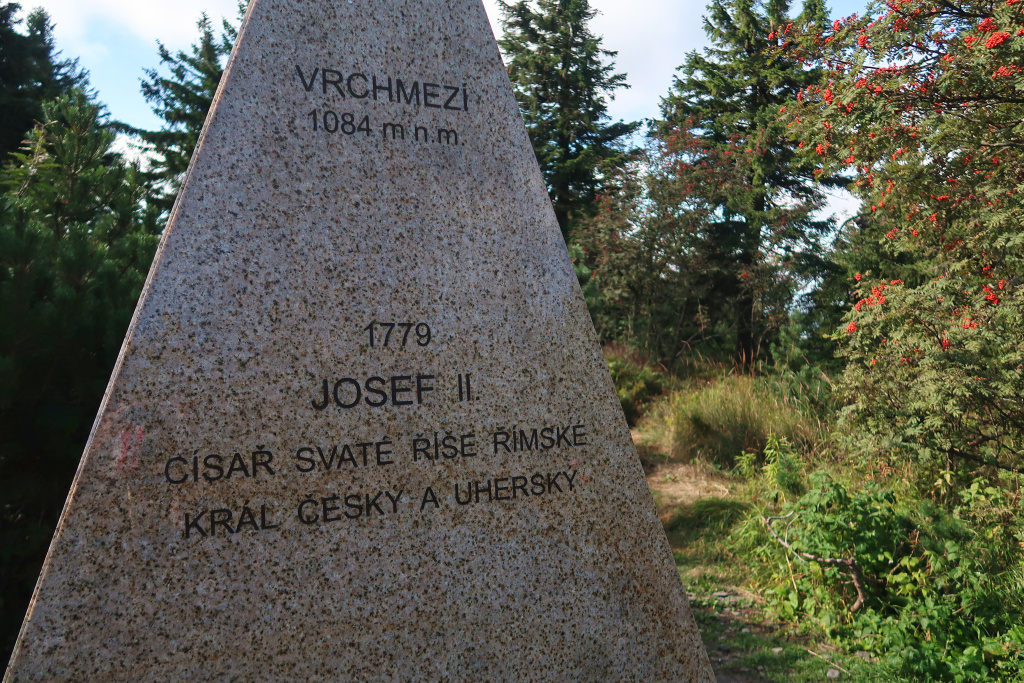 VRCHMEZÍ
1084 m n.m.
1779
JOSEF II.
CÍSAŘ SVATÉ ŘÍŠE ŘÍMSKÉ
KRÁL ČESKÝ A UHERSKÝ